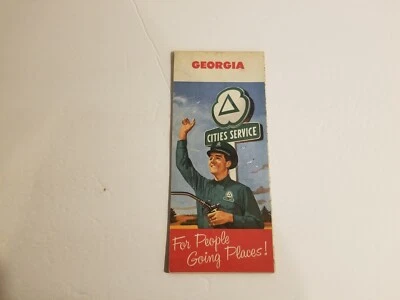 GEORGIA
CITIES SERVICE
For People
Going Places!